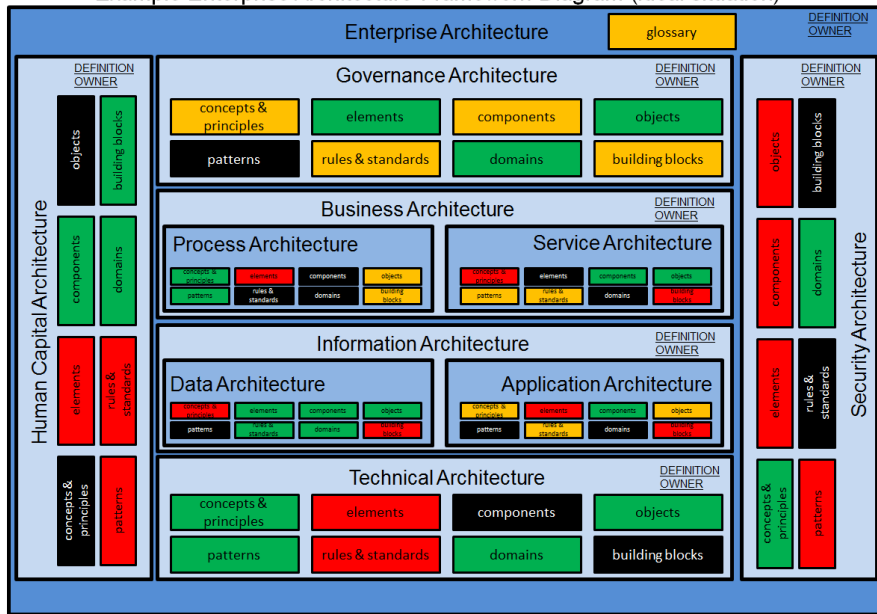 Enterprise Architecture
glossary
DEFINITION
OWNER
Human Capital Architecture
DEFINITION
OWNER
objects
building blocks
components
domains
elements
rules &
standards
concepts &
principles
patterns
Governance Architecture
DEFINITION
OWNER
concepts &
principles
elements
components
objects
patterns
rules & standards
domains
building blocks
Business Architecture
DEFINITION
OWNER
Process Architecture
concepts &
principles
elements
components
objects
patterns
rules &
standards
domains
building
blocks
Service Architecture
concepts &
principles
elements
components
objects
patterns
rules &
standards
domains
building
blocks
Information Architecture
DEFINITION
OWNER
Data Architecture
concepts &
principles
elements
components
objects
patterns
rules &
standards
domains
building
blocks
Application Architecture
concepts &
principles
elements
components
objects
patterns
rules &
standards
domains
building
blocks
Technical Architecture
DEFINITION
OWNER
concepts &
principles
elements
components
objects
patterns
rules & standards
domains
building blocks
Security Architecture
DEFINITION
OWNER
objects
building blocks
components
domains
elements
rules &
standards
concepts &
principles
patterns